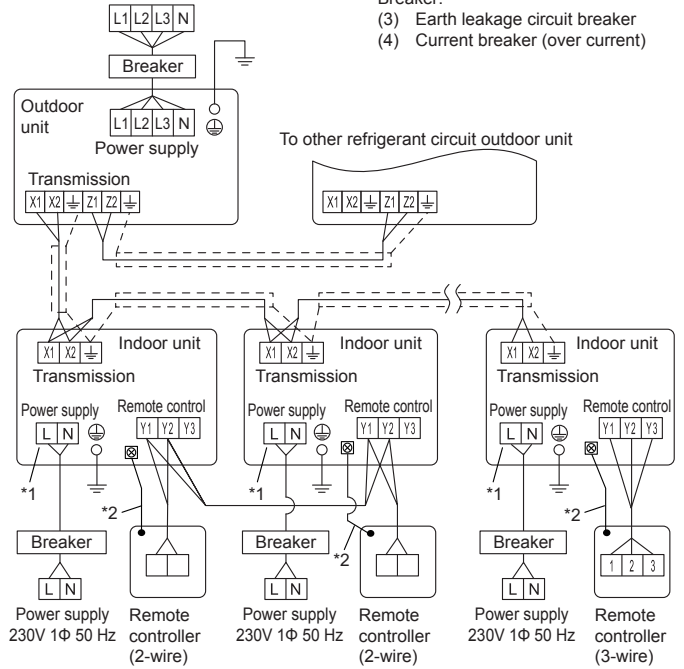 Breaker:
(3) Earth leakage circuit breaker
(4) Current breaker (over current)
L1 L2 L3 N
Breaker
Outdoor unit
L1 L2 L3 N
Power supply
Transmission
X1 X2 Z1 Z2
To other refrigerant circuit outdoor unit
X1 X2 Z1 Z2
X1 X2
Indoor unit
Transmission
Power supply
Remote control
L N
Y1 Y2 Y3
*1
*2
Breaker
L N
Power supply
230V 1Φ 50 Hz
Remote
controller
(2-wire)
X1 X2
Indoor unit
Transmission
Power supply
Remote control
L N
Y1 Y2 Y3
*1
*2
Breaker
L N
Power supply
230V 1Φ 50 Hz
Remote
controller
(2-wire)
X1 X2
Indoor unit
Transmission
Power supply
Remote control
L N
Y1 Y2 Y3
*1
*2
Breaker
1 2 3
L N
Power supply
230V 1Φ 50 Hz
Remote
controller
(3-wire)